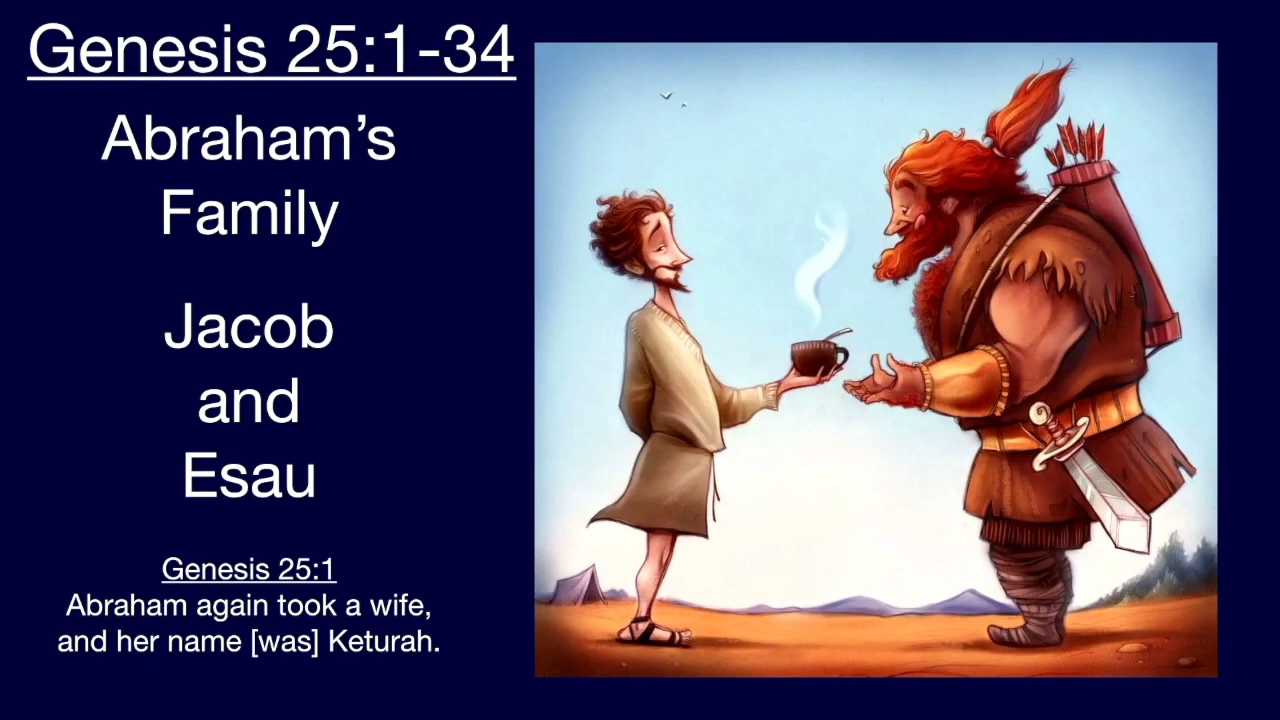 Genesis 25:1-34
Abraham’s
Family
Jacob
and
Esau
Genesis 25:1
Abraham again took a wife,
and her name [was] Keturah.